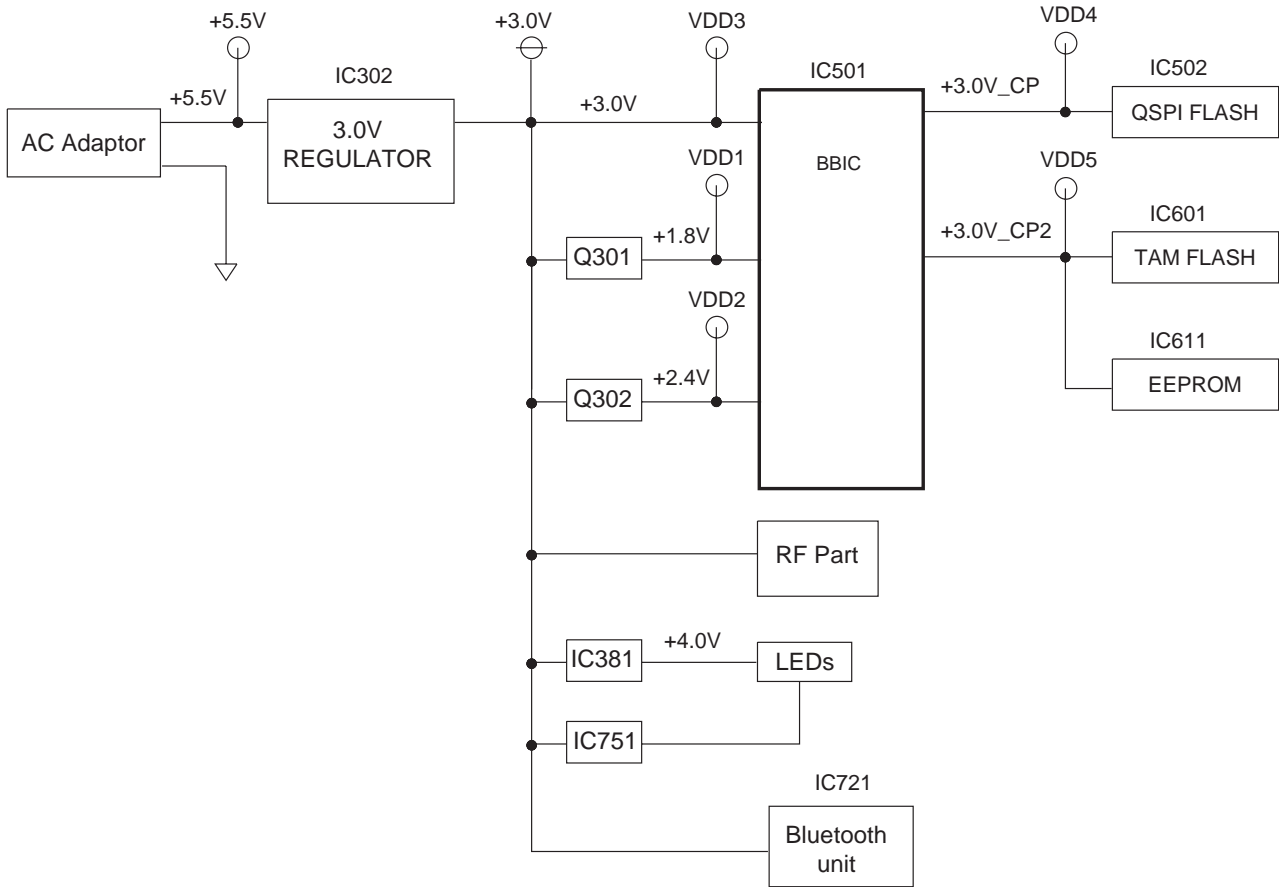 +5.5V
+3.0V
VDD3
VDD4
IC302
IC501
IC502
+5.5V
+3.0V
+3.0V_CP
AC Adaptor
3.0V
REGULATOR
QSPI FLASH
VDD1
BBIC
VDD5
IC601
+1.8V
+3.0V_CP2
Q301
TAM FLASH
VDD2
IC611
+2.4V
Q302
EEPROM
RF Part
+4.0V
IC381
LEDs
IC751
IC721
Bluetooth
unit